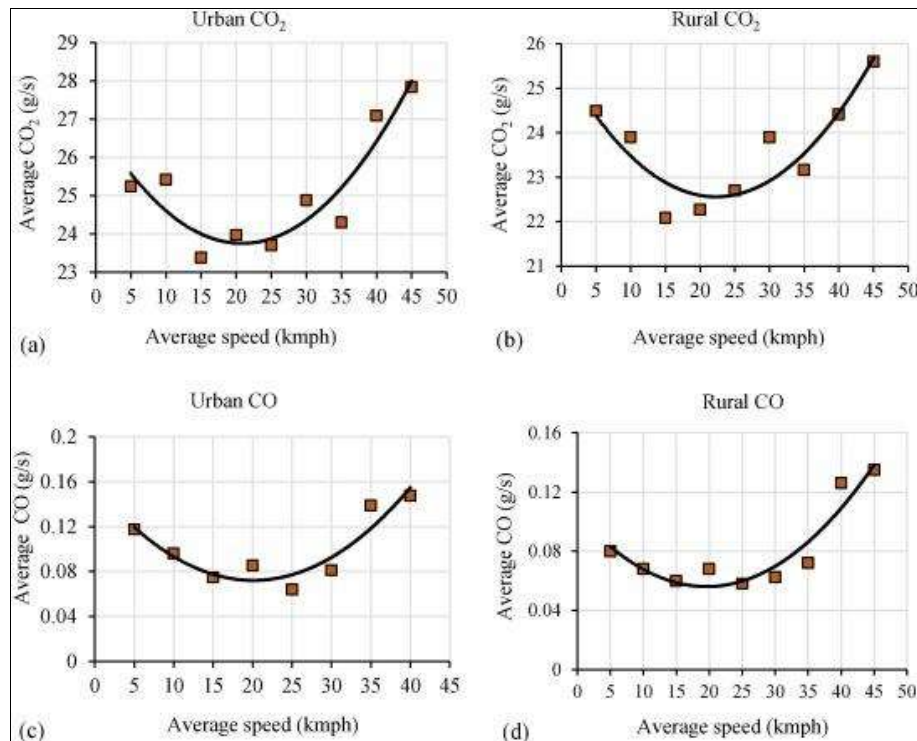 Urban CO₂
29
28
27
26
25
24
23
0 5 10 15 20 25 30 35 40 45 50
Average CO₂ (g/s)
Average speed (kmph)
(a)
Rural CO₂
26
25
24
23
22
21
0 5 10 15 20 25 30 35 40 45 50
Average CO₂ (g/s)
Average speed (kmph)
(b)
Urban CO
0.2
0.16
0.12
0.08
0.04
0
0 5 10 15 20 25 30 35 40 45
Average CO (g/s)
Average speed (kmph)
(c)
Rural CO
0.16
0.12
0.08
0.04
0
0 5 10 15 20 25 30 35 40 45 50
Average CO (g/s)
Average speed (kmph)
(d)